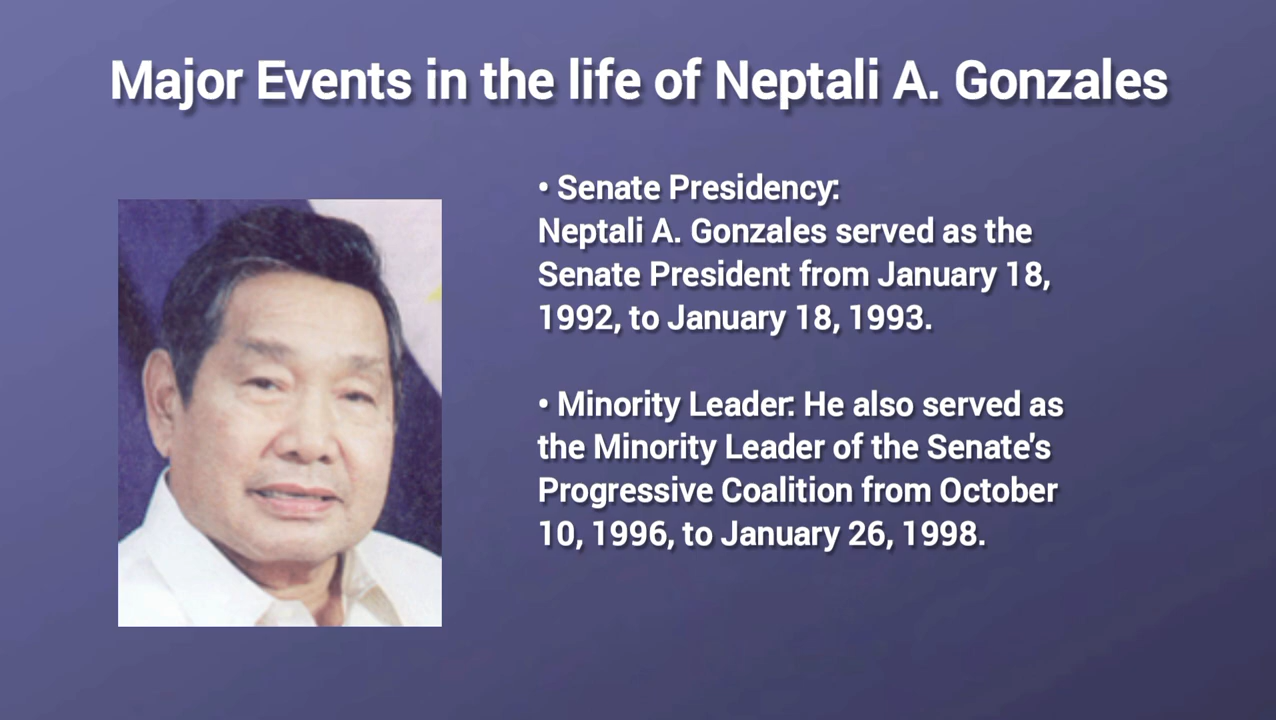 Major Events in the life of Neptali A. Gonzales
• Senate Presidency:
Neptali A. Gonzales served as the
Senate President from January 18,
1992, to January 18, 1993.
• Minority Leader: He also served as
the Minority Leader of the Senate's
Progressive Coalition from October
10, 1996, to January 26, 1998.